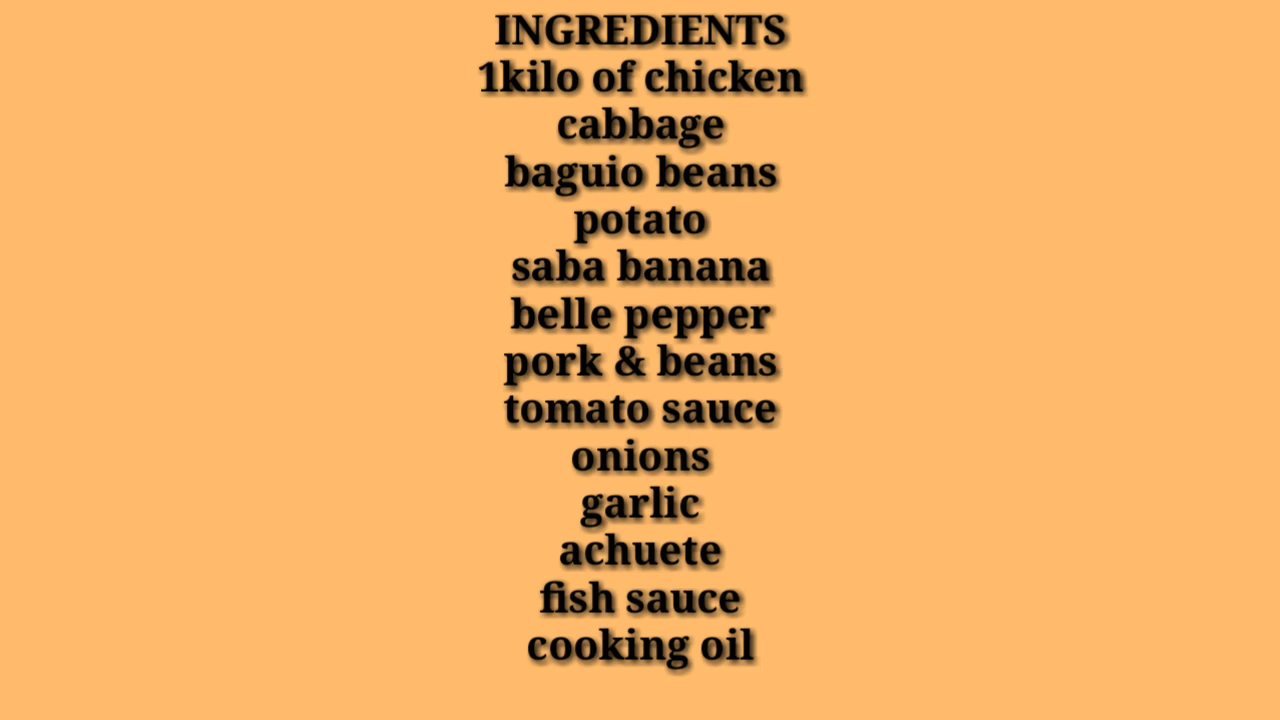 INGREDIENTS
1kilo of chicken
cabbage
baguio beans
potato
saba banana
belle pepper
pork & beans
tomato sauce
onions
garlic
achuete
fish sauce
cooking oil